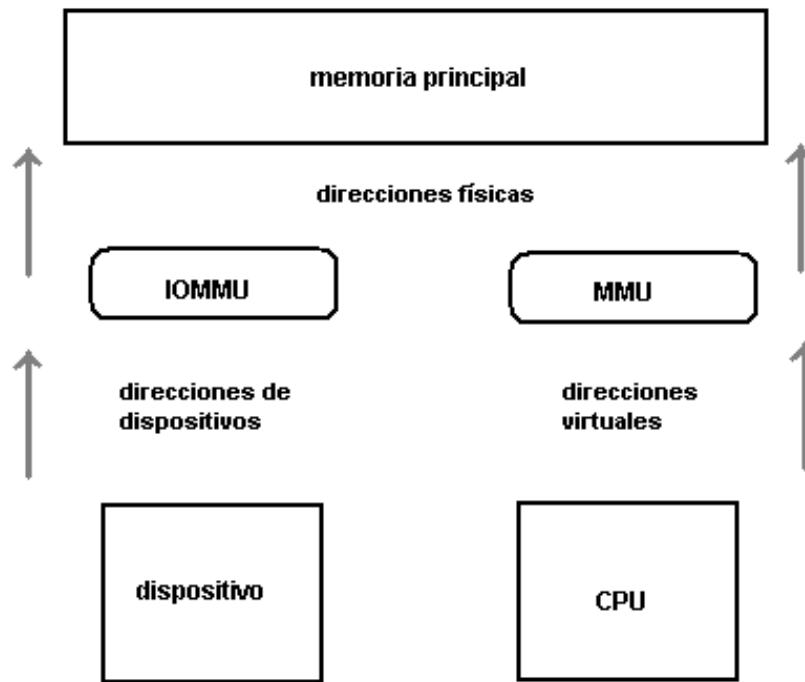 memoria principal
direcciones físicas
IOMMU
MMU
direcciones de
dispositivos
direcciones
virtuales
dispositivo
CPU